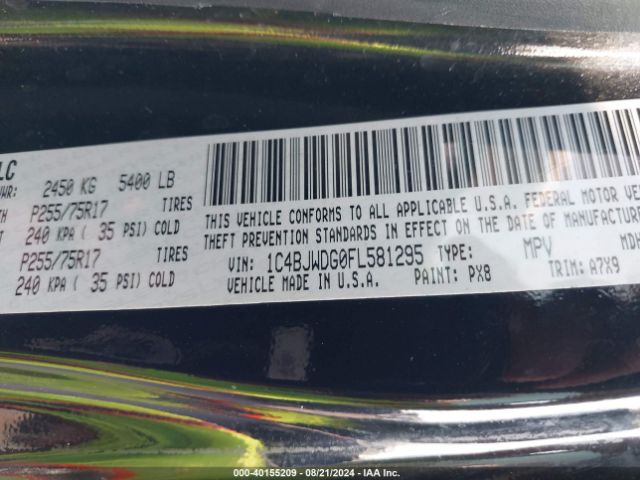 LC
VWR: 2450 KG 5400 LB
TH P255/75R17 TIRES
240 KPA ( 35 PSI) COLD
P255/75R17 TIRES
240 KPA ( 35 PSI) COLD
THIS VEHICLE CONFORMS TO ALL APPLICABLE U.S.A. FEDERAL MOTOR VE
THEFT PREVENTION STANDARDS IN EFFECT ON THE DATE OF MANUFACTUR
VIN: 1C4BJWDG0FL581295 TYPE: MPV MDH
VEHICLE MADE IN U.S.A. PAINT: PX8 TRIM: A7X9
000-40155209 - 08/21/2024 - IAA Inc.